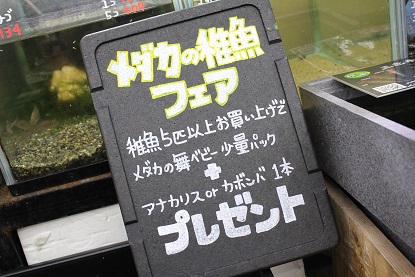 メダカの稚魚
フェア
稚魚5匹以上お買い上げで
メダカの舞ベビー少量パック
+
アナカリス or カボンバ 1本
プレゼント